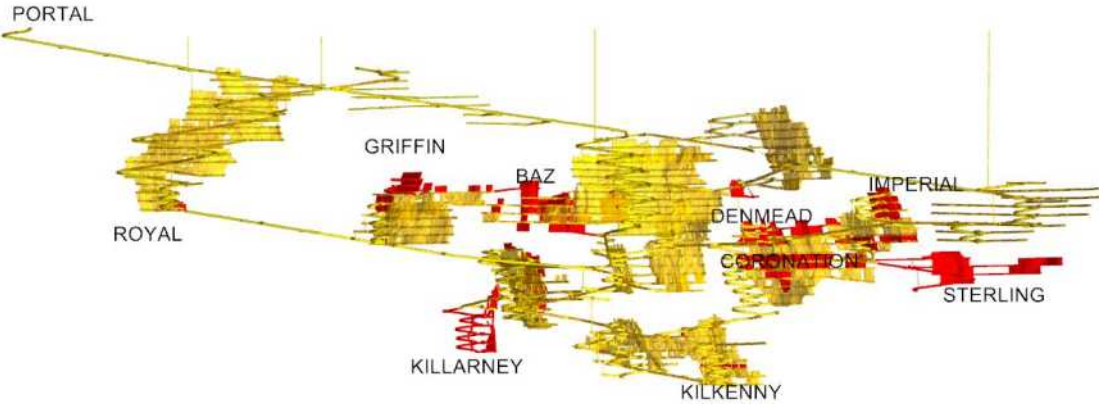 PORTAL
GRIFFIN
BAZ
IMPERIAL
DENMEAD
ROYAL
CORONATION
STERLING
KILLARNEY
KILKENNY